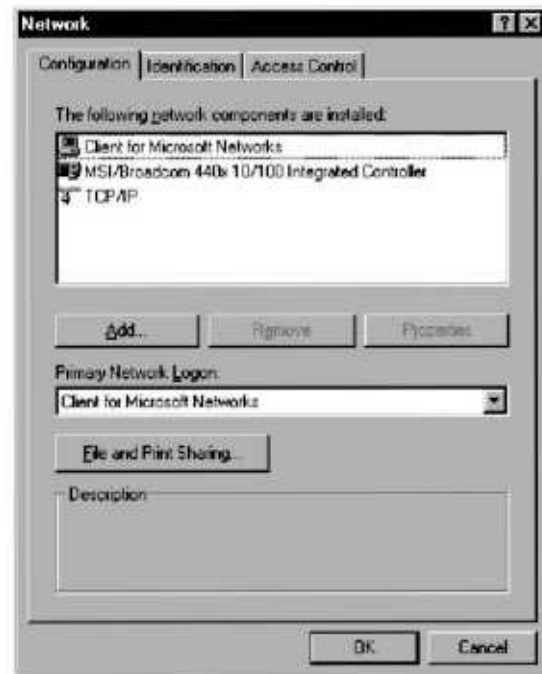 Network
Configuration Identification Access Control
The following network components are installed:
Client for Microsoft Networks
MSI/Broadcom 440x 10/100 Integrated Controller
TCP/IP
Add... Remove Properties
Primary Network Logon:
Client for Microsoft Networks
File and Print Sharing...
Description
OK Cancel